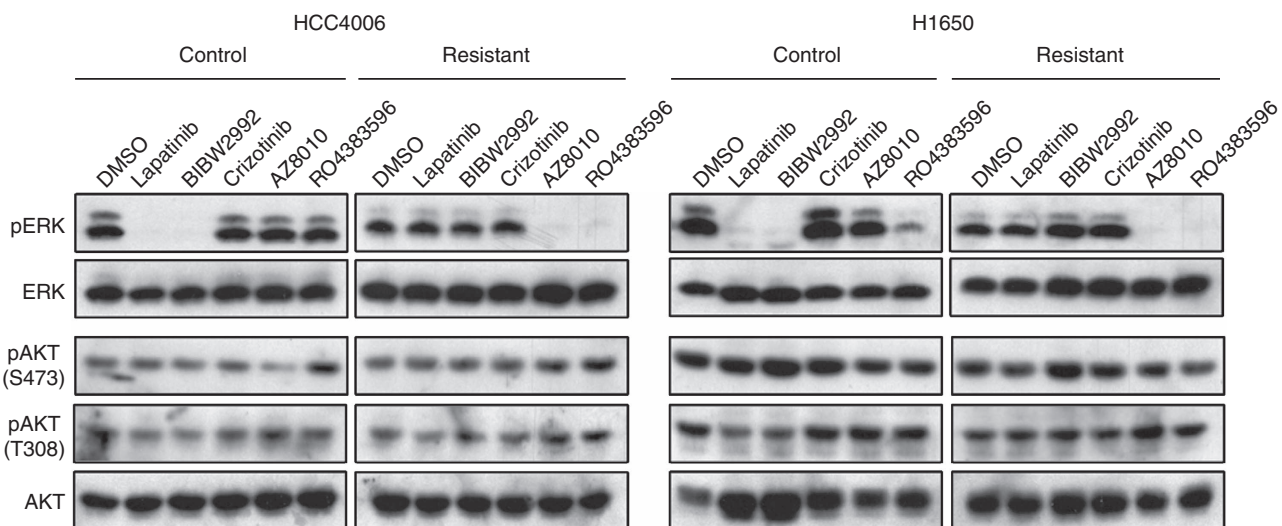 HCC4006 H1650
Control Resistant Control Resistant
DMSO Lapatinib BIBW2992 Crizotinib AZ8010 RO4383596 DMSO Lapatinib BIBW2992 Crizotinib AZ8010 RO4383596 DMSO Lapatinib BIBW2992 Crizotinib AZ8010 RO4383596 DMSO Lapatinib BIBW2992 Crizotinib AZ8010 RO4383596
pERK
ERK
pAKT
(S473)
pAKT
(T308)
AKT